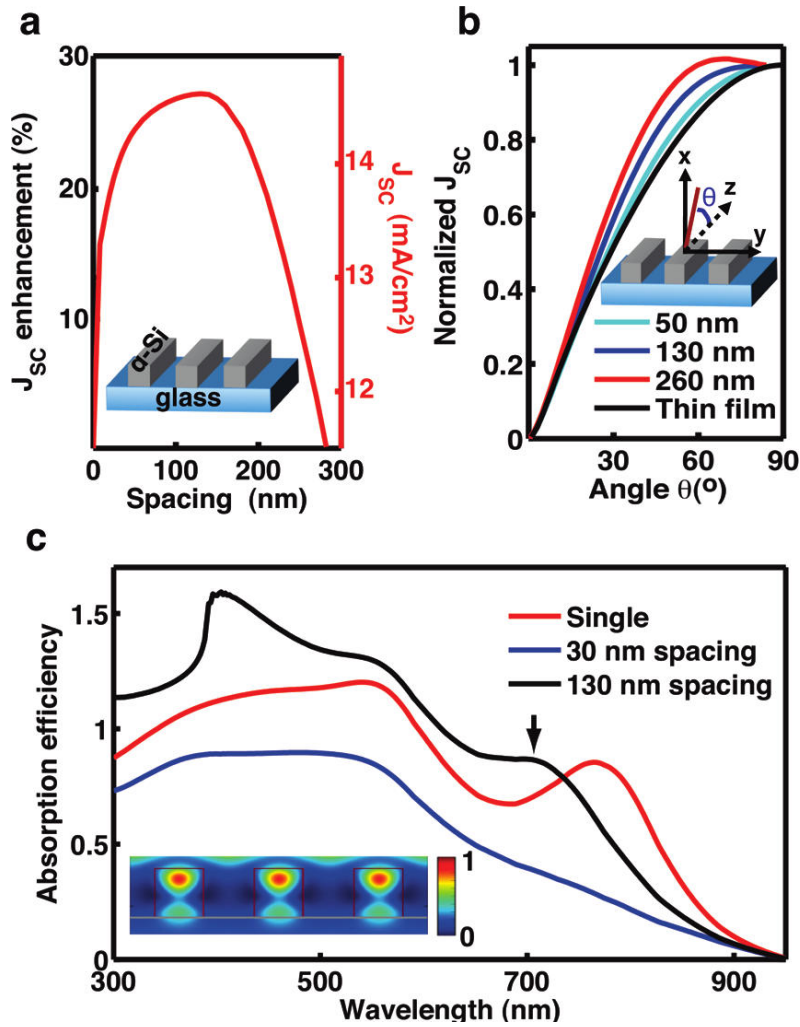 a
30
20
10
0
100
200
300
14
13
12
J_SC enhancement (%)
J_SC (mA/cm²)
Spacing (nm)
α-Si
glass
b
1
0.8
0.6
0.4
0.2
0
30
60
90
Normalized J_SC
Angle θ(º)
x
θ
z
y
50 nm
130 nm
260 nm
Thin film
c
1.5
1
0.5
0
300
500
700
900
Absorption efficiency
Wavelength (nm)
Single
30 nm spacing
130 nm spacing
1
0